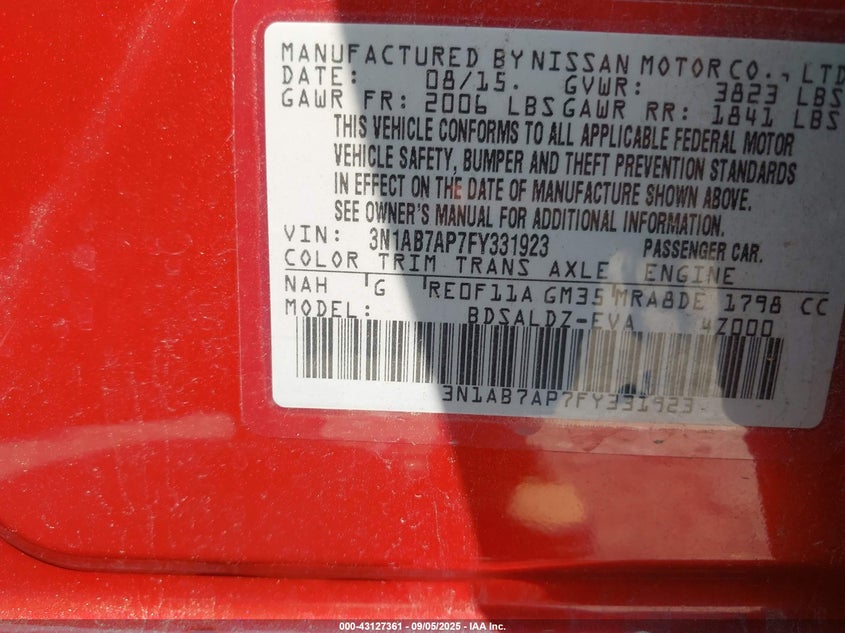 MANUFACTURED BY NISSAN MOTOR CO., LTD
DATE: 08/15. GVWR: 3823 LBS
GAWR FR: 2006 LBS GAWR RR: 1841 LBS
THIS VEHICLE CONFORMS TO ALL APPLICABLE FEDERAL MOTOR
VEHICLE SAFETY, BUMPER AND THEFT PREVENTION STANDARDS
IN EFFECT ON THE DATE OF MANUFACTURE SHOWN ABOVE.
SEE OWNER'S MANUAL FOR ADDITIONAL INFORMATION.
VIN: 3N1AB7AP7FY331923 PASSENGER CAR.
COLOR TRIM TRANS AXLE ENGINE
NAH G RE0F11A GM35 MRA8DE 1798 CC
MODEL: BDSALDZ-EVA 4Z000
3N1AB7AP7FY331923
000-43127361 - 09/05/2025 - IAA Inc.